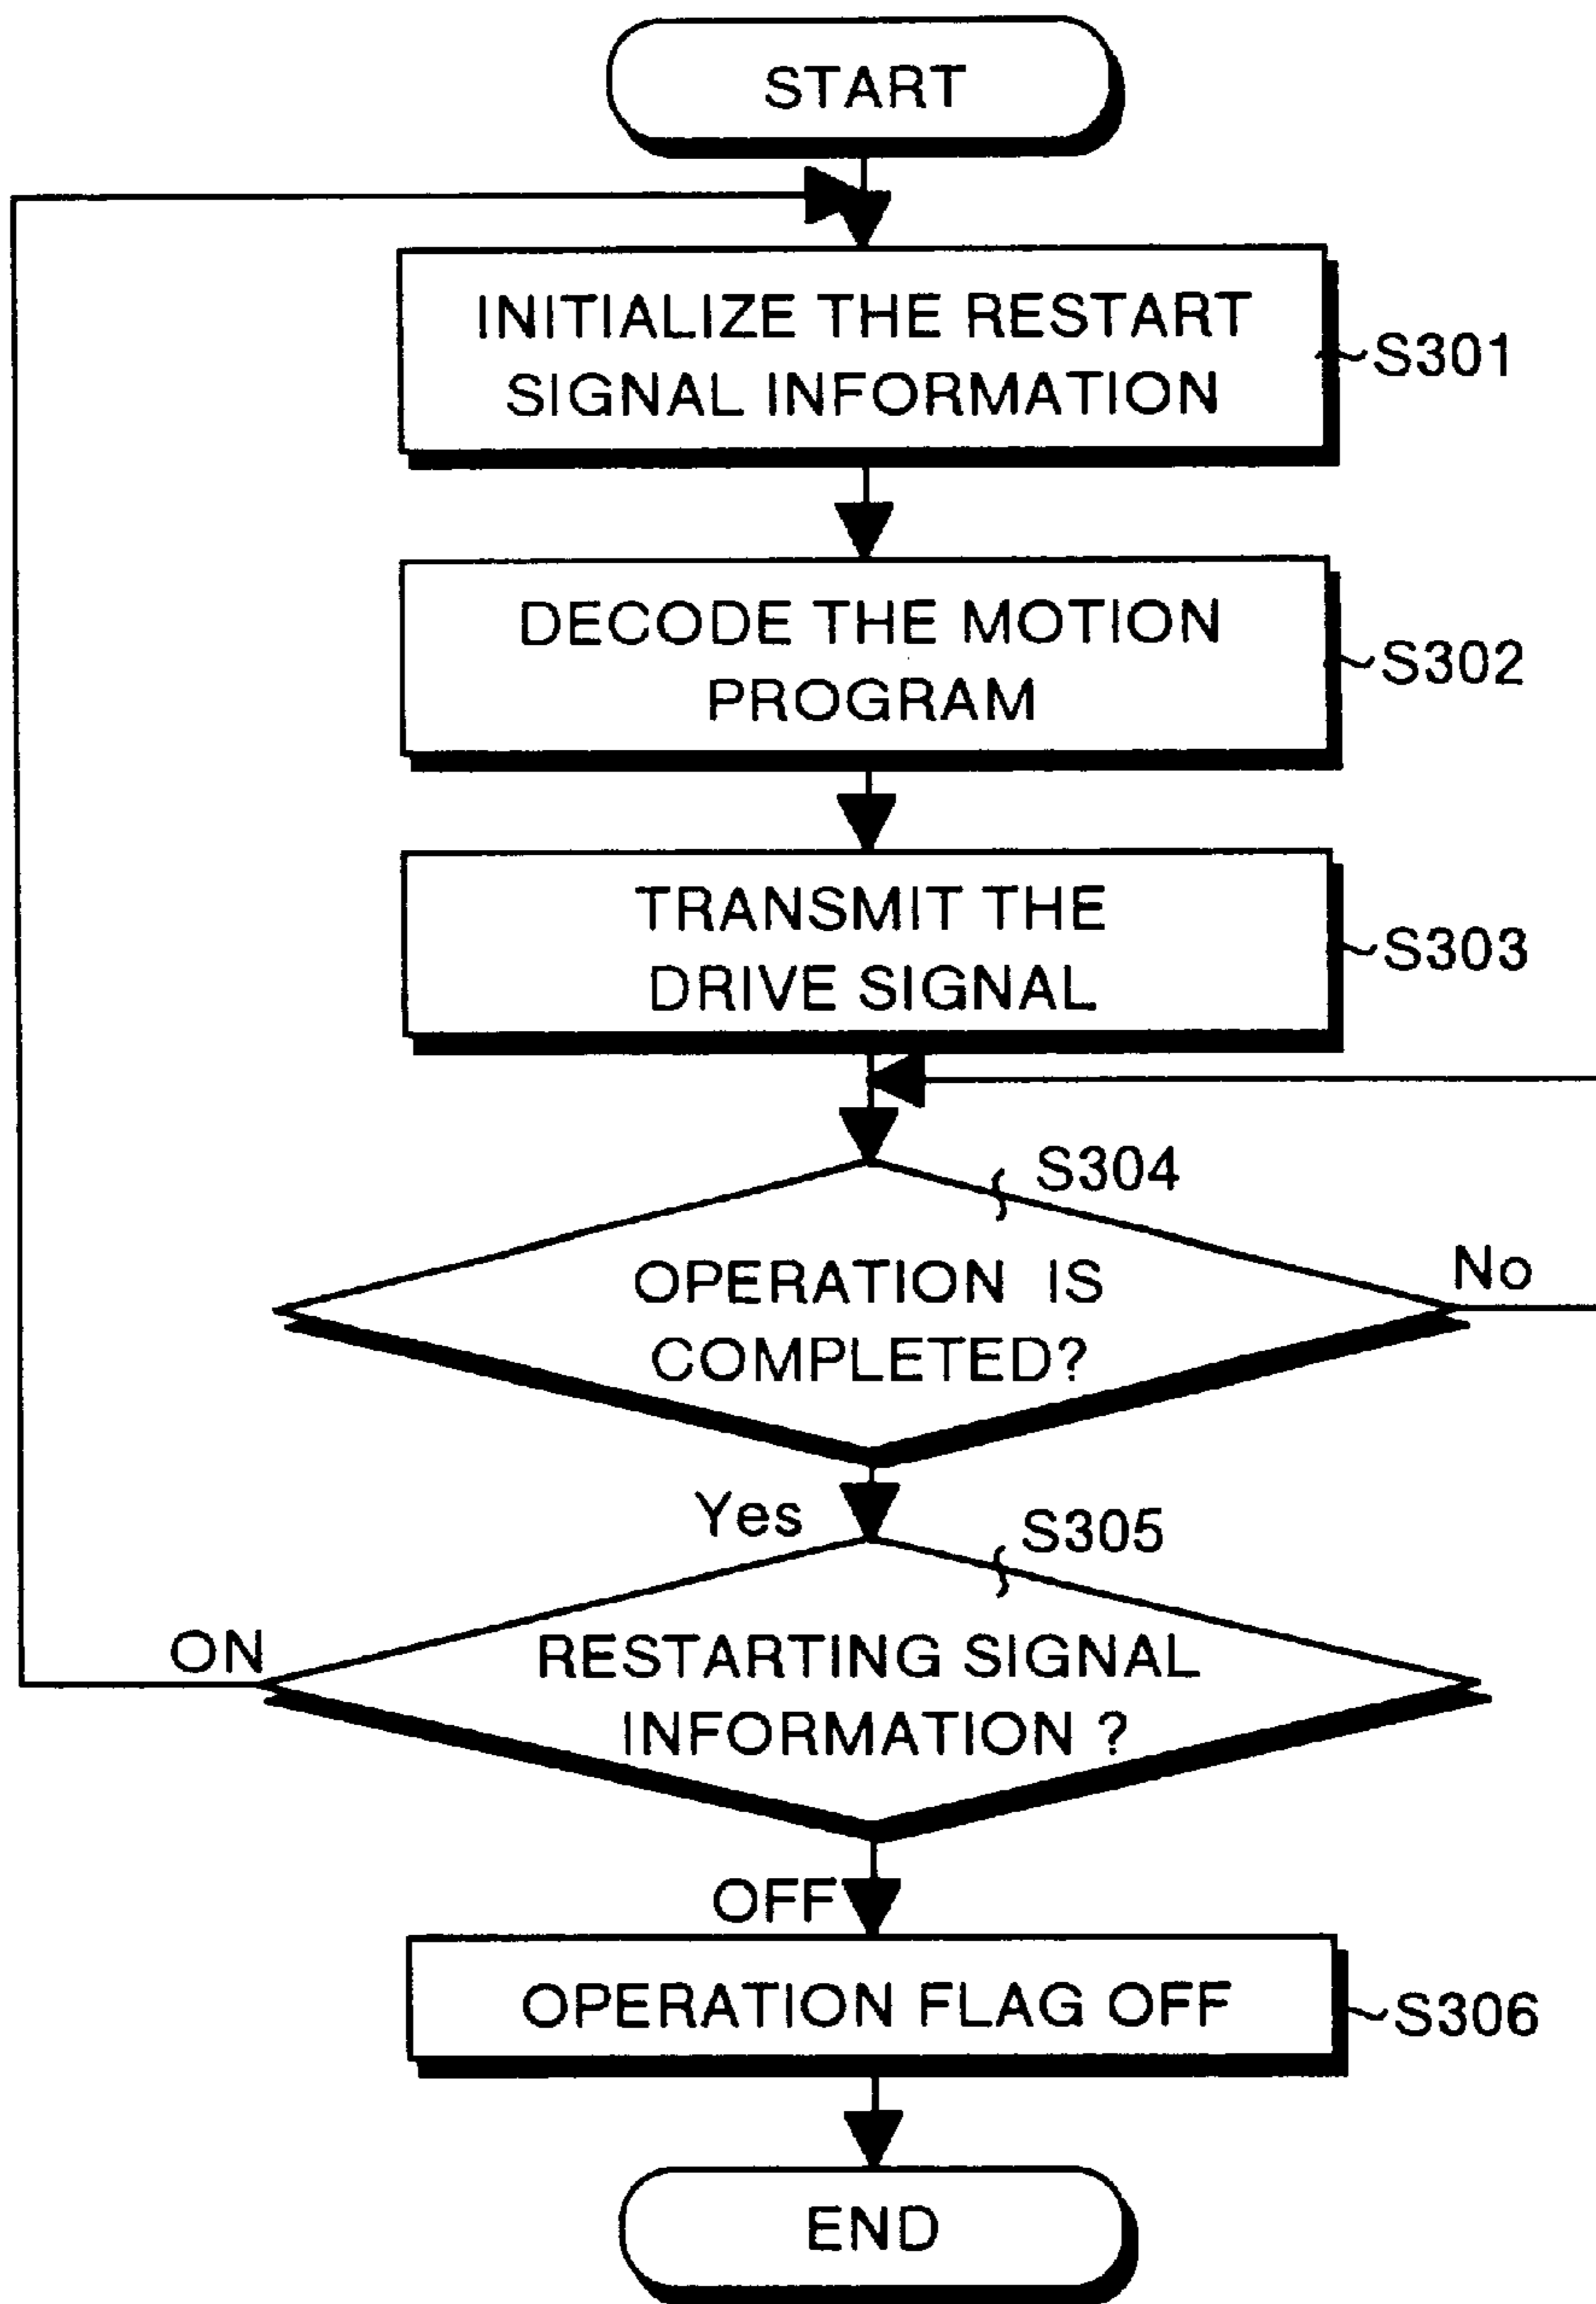 START
INITIALIZE THE RESTART
SIGNAL INFORMATION
S301
DECODE THE MOTION
PROGRAM
S302
TRANSMIT THE
DRIVE SIGNAL
S303
S304
OPERATION IS
COMPLETED?
No
Yes
S305
RESTARTING SIGNAL
INFORMATION ?
ON
OFF
OPERATION FLAG OFF
S306
END